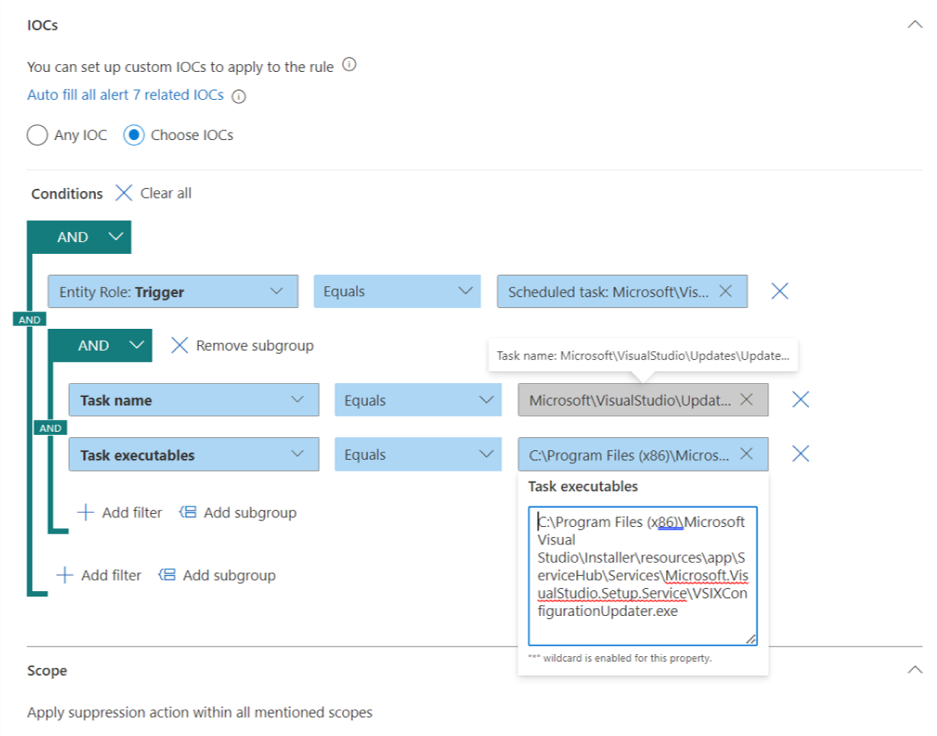 IOCs
You can set up custom IOCs to apply to the rule
Auto fill all alert 7 related IOCs
Any IOC Choose IOCs
Conditions Clear all
AND
Entity Role: Trigger Equals Scheduled task: Microsoft\Vis...
AND
AND Remove subgroup
Task name: Microsoft\VisualStudio\Updates\Update...
Task name Equals Microsoft\VisualStudio\Updat...
AND
Task executables Equals C:\Program Files (x86)\Micros...
Task executables
C:\Program Files (x86)\Microsoft
Visual
Studio\Installer\resources\app\S
erviceHub\Services\Microsoft.Vis
ualStudio.Setup.Service\VSIXCon
figurationUpdater.exe
"*" wildcard is enabled for this property.
Add filter Add subgroup
Add filter Add subgroup
Scope
Apply suppression action within all mentioned scopes